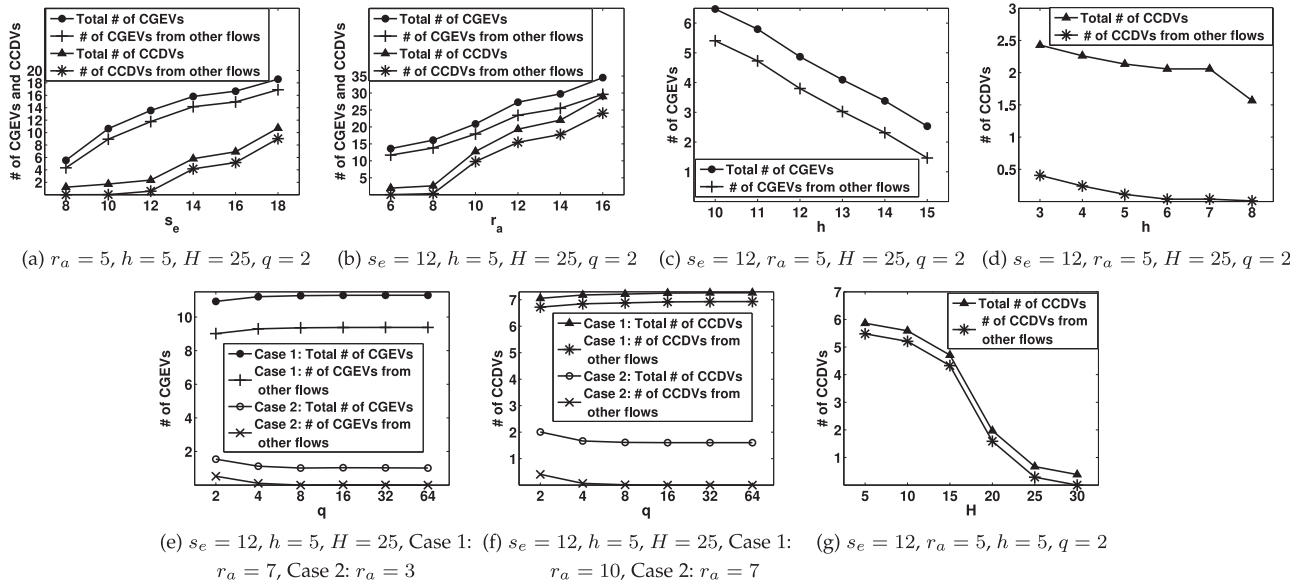 Total # of CGEVs
# of CGEVs from other flows
Total # of CCDVs
# of CCDVs from other flows
# of CGEVs and CCDVs
20
18
16
14
12
10
8
6
4
2
8 10 12 14 16 18
s_e
(a) r_a = 5, h = 5, H = 25, q = 2
Total # of CGEVs
# of CGEVs from other flows
Total # of CCDVs
# of CCDVs from other flows
# of CGEVs and CCDVs
35
30
25
20
15
10
5
6 8 10 12 14 16
r_a
(b) s_e = 12, h = 5, H = 25, q = 2
# of CGEVs
6
5
4
3
2
1
Total # of CGEVs
# of CGEVs from other flows
10 11 12 13 14 15
h
(c) s_e = 12, r_a = 5, H = 25, q = 2
Total # of CCDVs
# of CCDVs from other flows
# of CCDVs
3
2.5
2
1.5
1
0.5
3 4 5 6 7 8
h
(d) s_e = 12, r_a = 5, H = 25, q = 2
# of CGEVs
10
8
6
4
2
Case 1: Total # of CGEVs
Case 1: # of CGEVs from
other flows
Case 2: Total # of CGEVs
Case 2: # of CGEVs from
other flows
2 4 8 16 32 64
q
(e) s_e = 12, h = 5, H = 25, Case 1:
r_a = 7, Case 2: r_a = 3
# of CCDVs
7
6
5
4
3
2
1
Case 1: Total # of CCDVs
Case 1: # of CCDVs from
other flows
Case 2: Total # of CCDVs
Case 2: # of CCDVs from
other flows
2 4 8 16 32 64
q
(f) s_e = 12, h = 5, H = 25, Case 1:
r_a = 10, Case 2: r_a = 7
# of CCDVs
7
6
5
4
3
2
1
Total # of CCDVs
# of CCDVs from
other flows
5 10 15 20 25 30
H
(g) s_e = 12, r_a = 5, h = 5, q = 2